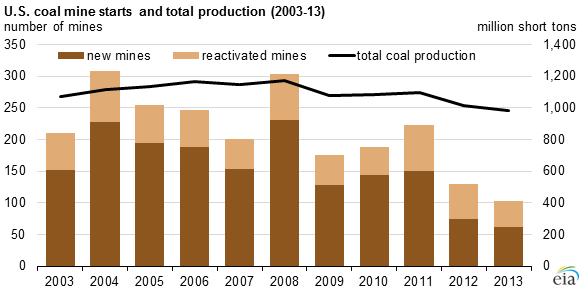 U.S. coal mine starts and total production (2003-13)
number of mines million short tons
350 1,400
new mines reactivated mines total coal production
300 1,200
250 1,000
200 800
150 600
100 400
50 200
0 0
2003 2004 2005 2006 2007 2008 2009 2010 2011 2012 2013
eia